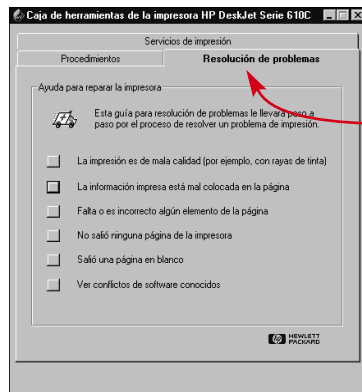 Caja de herramientas de la impresora HP DeskJet Serie 610C
Servicios de impresión
Procedimientos
Resolución de problemas
Ayuda para reparar la impresora
Esta guía para resolución de problemas le llevará paso a
paso por el proceso de resolver un problema de impresión.
La impresión es de mala calidad (por ejemplo, con rayas de tinta)
La información impresa está mal colocada en la página
Falta o es incorrecto algún elemento de la página
No salió ninguna página de la impresora
Salió una página en blanco
Ver conflictos de software conocidos
hp
HEWLETT
PACKARD